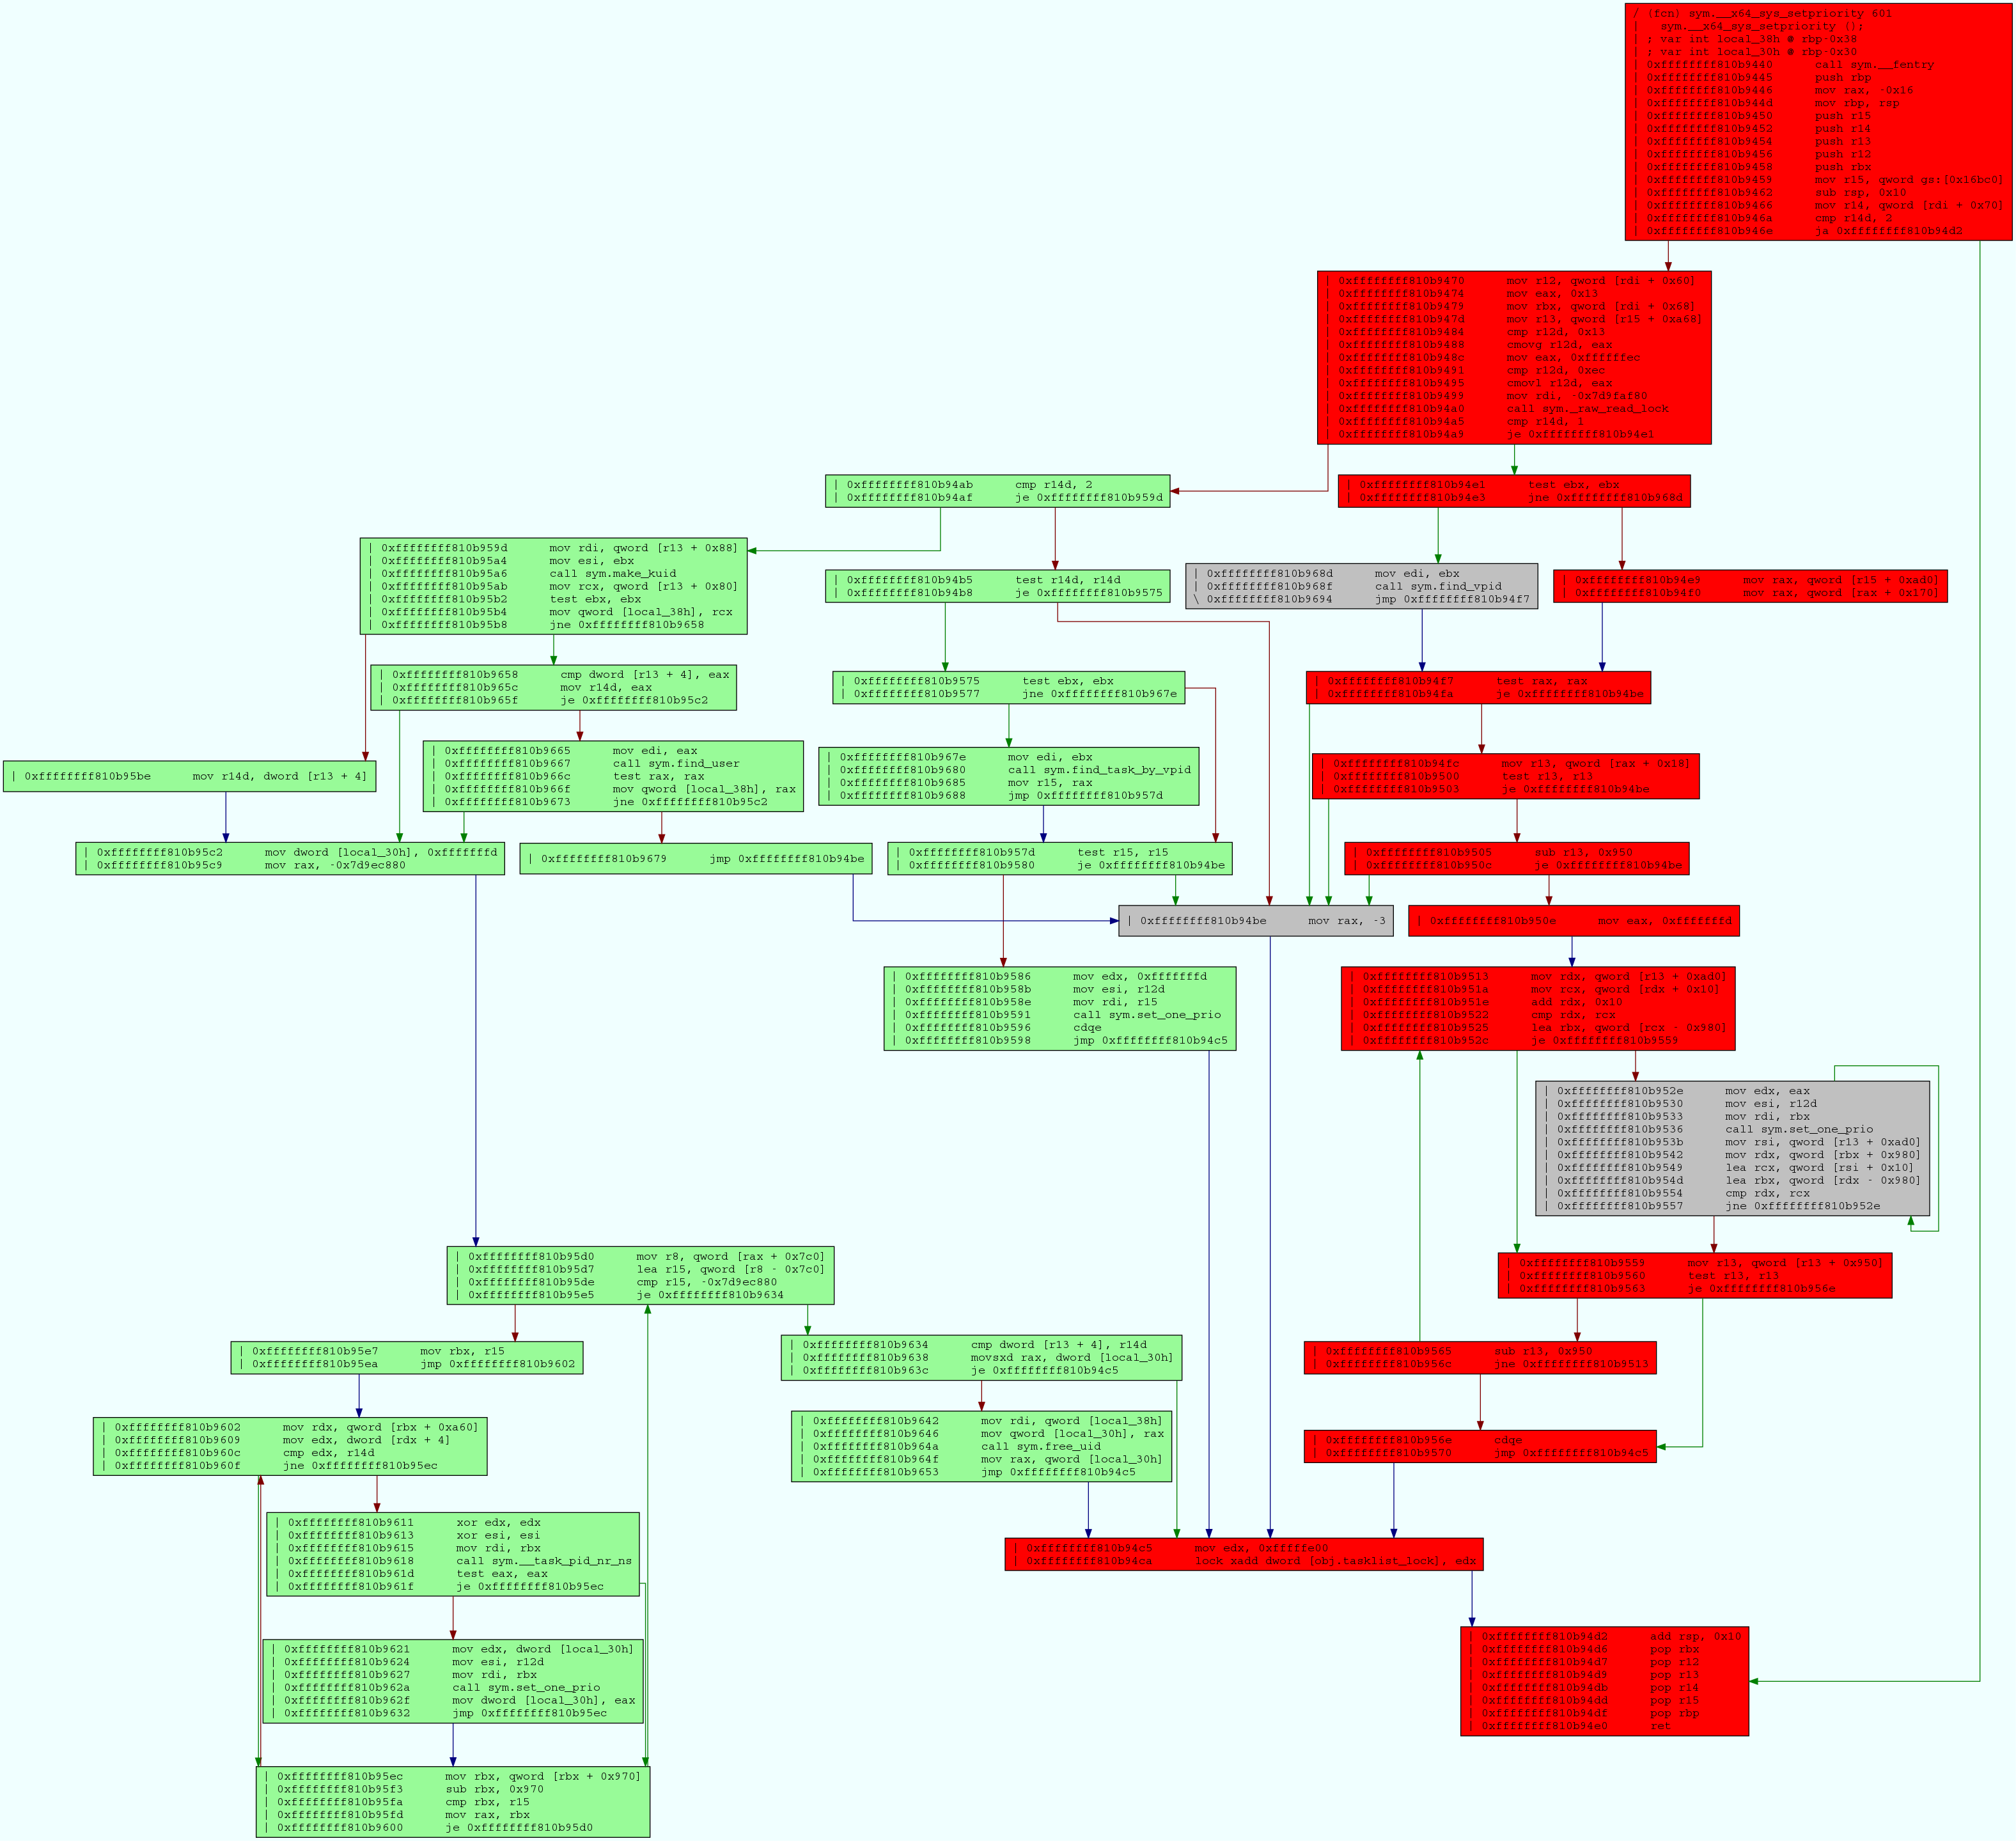 / (fcn) sym.__x64_sys_setpriority 601
|   sym.__x64_sys_setpriority ();
| ; var int local_38h @ rbp-0x38
| ; var int local_30h @ rbp-0x30
| 0xffffffff810b9440      call sym.__fentry
| 0xffffffff810b9445      push rbp
| 0xffffffff810b9446      mov rax, -0x16
| 0xffffffff810b944d      mov rbp, rsp
| 0xffffffff810b9450      push r15
| 0xffffffff810b9452      push r14
| 0xffffffff810b9454      push r13
| 0xffffffff810b9456      push r12
| 0xffffffff810b9458      push rbx
| 0xffffffff810b9459      mov r15, qword gs:[0x16bc0]
| 0xffffffff810b9462      sub rsp, 0x10
| 0xffffffff810b9466      mov r14, qword [rdi + 0x70]
| 0xffffffff810b946a      cmp r14d, 2
| 0xffffffff810b946e      ja 0xffffffff810b94d2
| 0xffffffff810b9470      mov r12, qword [rdi + 0x60]
| 0xffffffff810b9474      mov eax, 0x13
| 0xffffffff810b9479      mov rbx, qword [rdi + 0x68]
| 0xffffffff810b947d      mov r13, qword [r15 + 0xa68]
| 0xffffffff810b9484      cmp r12d, 0x13
| 0xffffffff810b9488      cmovg r12d, eax
| 0xffffffff810b948c      mov eax, 0xffffffec
| 0xffffffff810b9491      cmp r12d, 0xec
| 0xffffffff810b9495      cmovl r12d, eax
| 0xffffffff810b9499      mov rdi, -0x7d9faf80
| 0xffffffff810b94a0      call sym._raw_read_lock
| 0xffffffff810b94a5      cmp r14d, 1
| 0xffffffff810b94a9      je 0xffffffff810b94e1
| 0xffffffff810b94ab      cmp r14d, 2
| 0xffffffff810b94af      je 0xffffffff810b959d
| 0xffffffff810b94e1      test ebx, ebx
| 0xffffffff810b94e3      jne 0xffffffff810b968d
| 0xffffffff810b959d      mov rdi, qword [r13 + 0x88]
| 0xffffffff810b95a4      mov esi, ebx
| 0xffffffff810b95a6      call sym.make_kuid
| 0xffffffff810b95ab      mov rcx, qword [r13 + 0x80]
| 0xffffffff810b95b2      test ebx, ebx
| 0xffffffff810b95b4      mov qword [local_38h], rcx
| 0xffffffff810b95b8      jne 0xffffffff810b9658
| 0xffffffff810b94b5      test r14d, r14d
| 0xffffffff810b94b8      je 0xffffffff810b9575
| 0xffffffff810b968d      mov edi, ebx
| 0xffffffff810b968f      call sym.find_vpid
\ 0xffffffff810b9694      jmp 0xffffffff810b94f7
| 0xffffffff810b94e9      mov rax, qword [r15 + 0xad0]
| 0xffffffff810b94f0      mov rax, qword [rax + 0x170]
| 0xffffffff810b9658      cmp dword [r13 + 4], eax
| 0xffffffff810b965c      mov r14d, eax
| 0xffffffff810b965f      je 0xffffffff810b95c2
| 0xffffffff810b9575      test ebx, ebx
| 0xffffffff810b9577      jne 0xffffffff810b967e
| 0xffffffff810b94f7      test rax, rax
| 0xffffffff810b94fa      je 0xffffffff810b94be
| 0xffffffff810b95be      mov r14d, dword [r13 + 4]
| 0xffffffff810b9665      mov edi, eax
| 0xffffffff810b9667      call sym.find_user
| 0xffffffff810b966c      test rax, rax
| 0xffffffff810b966f      mov qword [local_38h], rax
| 0xffffffff810b9673      jne 0xffffffff810b95c2
| 0xffffffff810b967e      mov edi, ebx
| 0xffffffff810b9680      call sym.find_task_by_vpid
| 0xffffffff810b9685      mov r15, rax
| 0xffffffff810b9688      jmp 0xffffffff810b957d
| 0xffffffff810b94fc      mov r13, qword [rax + 0x18]
| 0xffffffff810b9500      test r13, r13
| 0xffffffff810b9503      je 0xffffffff810b94be
| 0xffffffff810b95c2      mov dword [local_30h], 0xfffffffd
| 0xffffffff810b95c9      mov rax, -0x7d9ec880
| 0xffffffff810b9679      jmp 0xffffffff810b94be
| 0xffffffff810b957d      test r15, r15
| 0xffffffff810b9580      je 0xffffffff810b94be
| 0xffffffff810b9505      sub r13, 0x950
| 0xffffffff810b950c      je 0xffffffff810b94be
| 0xffffffff810b94be      mov rax, -3
| 0xffffffff810b950e      mov eax, 0xfffffffd
| 0xffffffff810b9586      mov edx, 0xfffffffd
| 0xffffffff810b958b      mov esi, r12d
| 0xffffffff810b958e      mov rdi, r15
| 0xffffffff810b9591      call sym.set_one_prio
| 0xffffffff810b9596      cdqe
| 0xffffffff810b9598      jmp 0xffffffff810b94c5
| 0xffffffff810b9513      mov rdx, qword [r13 + 0xad0]
| 0xffffffff810b951a      mov rcx, qword [rdx + 0x10]
| 0xffffffff810b951e      add rdx, 0x10
| 0xffffffff810b9522      cmp rdx, rcx
| 0xffffffff810b9525      lea rbx, qword [rcx - 0x980]
| 0xffffffff810b952c      je 0xffffffff810b9559
| 0xffffffff810b952e      mov edx, eax
| 0xffffffff810b9530      mov esi, r12d
| 0xffffffff810b9533      mov rdi, rbx
| 0xffffffff810b9536      call sym.set_one_prio
| 0xffffffff810b953b      mov rsi, qword [r13 + 0xad0]
| 0xffffffff810b9542      mov rdx, qword [rbx + 0x980]
| 0xffffffff810b9549      lea rcx, qword [rsi + 0x10]
| 0xffffffff810b954d      lea rbx, qword [rdx - 0x980]
| 0xffffffff810b9554      cmp rdx, rcx
| 0xffffffff810b9557      jne 0xffffffff810b952e
| 0xffffffff810b95d0      mov r8, qword [rax + 0x7c0]
| 0xffffffff810b95d7      lea r15, qword [r8 - 0x7c0]
| 0xffffffff810b95de      cmp r15, -0x7d9ec880
| 0xffffffff810b95e5      je 0xffffffff810b9634
| 0xffffffff810b9559      mov r13, qword [r13 + 0x950]
| 0xffffffff810b9560      test r13, r13
| 0xffffffff810b9563      je 0xffffffff810b956e
| 0xffffffff810b95e7      mov rbx, r15
| 0xffffffff810b95ea      jmp 0xffffffff810b9602
| 0xffffffff810b9634      cmp dword [r13 + 4], r14d
| 0xffffffff810b9638      movsxd rax, dword [local_30h]
| 0xffffffff810b963c      je 0xffffffff810b94c5
| 0xffffffff810b9565      sub r13, 0x950
| 0xffffffff810b956c      jne 0xffffffff810b9513
| 0xffffffff810b9602      mov rdx, qword [rbx + 0xa60]
| 0xffffffff810b9609      mov edx, dword [rdx + 4]
| 0xffffffff810b960c      cmp edx, r14d
| 0xffffffff810b960f      jne 0xffffffff810b95ec
| 0xffffffff810b9642      mov rdi, qword [local_38h]
| 0xffffffff810b9646      mov qword [local_30h], rax
| 0xffffffff810b964a      call sym.free_uid
| 0xffffffff810b964f      mov rax, qword [local_30h]
| 0xffffffff810b9653      jmp 0xffffffff810b94c5
| 0xffffffff810b956e      cdqe
| 0xffffffff810b9570      jmp 0xffffffff810b94c5
| 0xffffffff810b9611      xor edx, edx
| 0xffffffff810b9613      xor esi, esi
| 0xffffffff810b9615      mov rdi, rbx
| 0xffffffff810b9618      call sym.__task_pid_nr_ns
| 0xffffffff810b961d      test eax, eax
| 0xffffffff810b961f      je 0xffffffff810b95ec
| 0xffffffff810b94c5      mov edx, 0xfffffe00
| 0xffffffff810b94ca      lock xadd dword [obj.tasklist_lock], edx
| 0xffffffff810b9621      mov edx, dword [local_30h]
| 0xffffffff810b9624      mov esi, r12d
| 0xffffffff810b9627      mov rdi, rbx
| 0xffffffff810b962a      call sym.set_one_prio
| 0xffffffff810b962f      mov dword [local_30h], eax
| 0xffffffff810b9632      jmp 0xffffffff810b95ec
| 0xffffffff810b94d2      add rsp, 0x10
| 0xffffffff810b94d6      pop rbx
| 0xffffffff810b94d7      pop r12
| 0xffffffff810b94d9      pop r13
| 0xffffffff810b94db      pop r14
| 0xffffffff810b94dd      pop r15
| 0xffffffff810b94df      pop rbp
| 0xffffffff810b94e0      ret
| 0xffffffff810b95ec      mov rbx, qword [rbx + 0x970]
| 0xffffffff810b95f3      sub rbx, 0x970
| 0xffffffff810b95fa      cmp rbx, r15
| 0xffffffff810b95fd      mov rax, rbx
| 0xffffffff810b9600      je 0xffffffff810b95d0